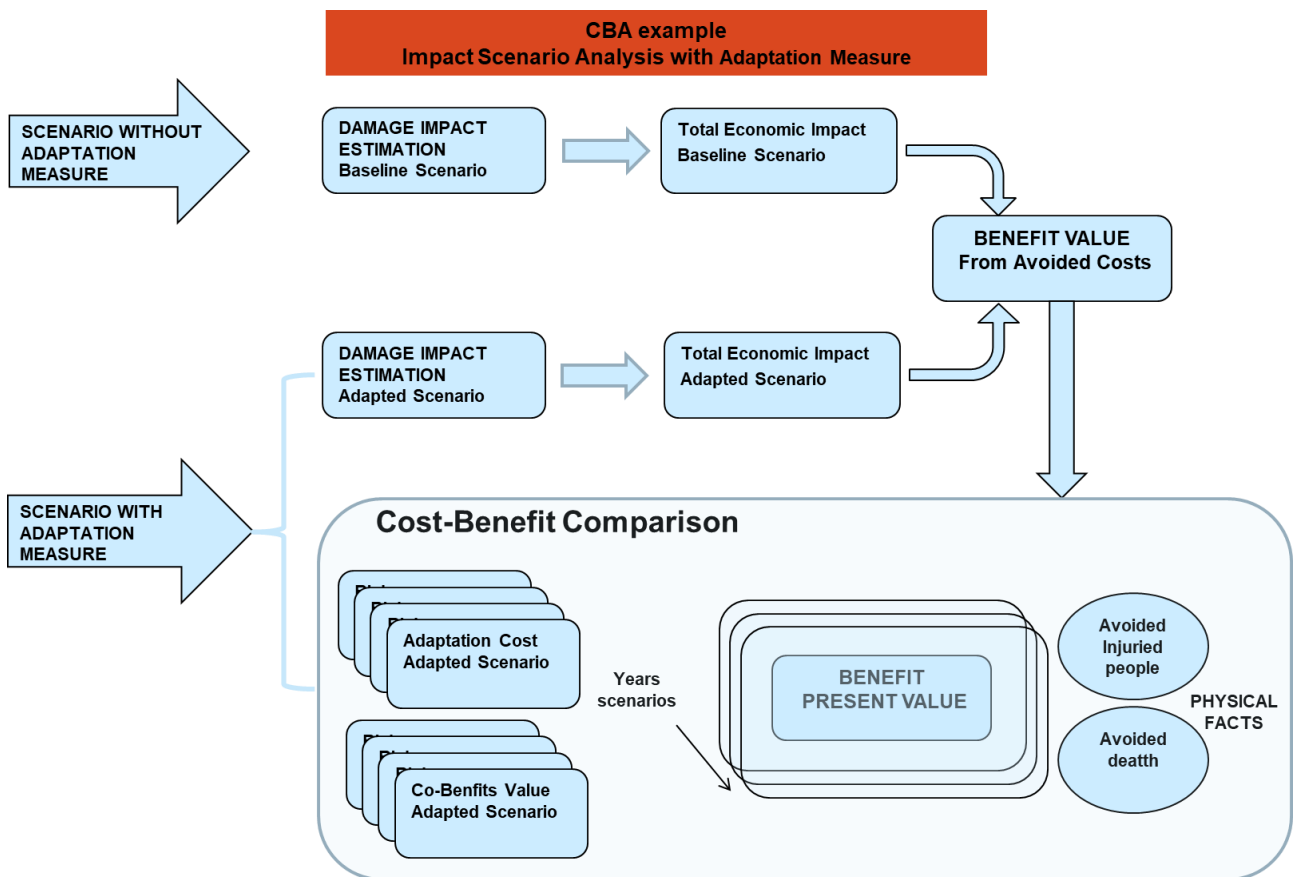 CBA example
Impact Scenario Analysis with Adaptation Measure
SCENARIO WITHOUT
ADAPTATION
MEASURE
DAMAGE IMPACT
ESTIMATION
Baseline Scenario
Total Economic Impact
Baseline Scenario
BENEFIT VALUE
From Avoided Costs
DAMAGE IMPACT
ESTIMATION
Adapted Scenario
Total Economic Impact
Adapted Scenario
SCENARIO WITH
ADAPTATION
MEASURE
Cost-Benefit Comparison
Adaptation Cost
Adapted Scenario
Co-Benfits Value
Adapted Scenario
Years
scenarios
BENEFIT
PRESENT VALUE
Avoided
Injuried
people
Avoided
deatth
PHYSICAL
FACTS